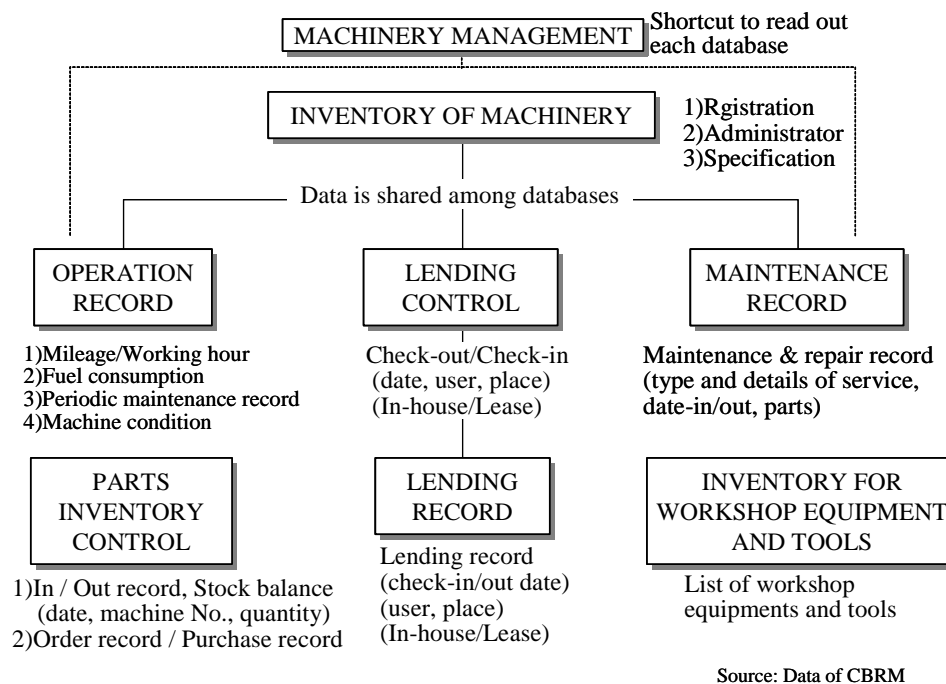 MACHINERY MANAGEMENT
Shortcut to read out
each database
INVENTORY OF MACHINERY
1)Rgistration
2)Administrator
3)Specification
Data is shared among databases
OPERATION
RECORD
LENDING
CONTROL
MAINTENANCE
RECORD
1)Mileage/Working hour
2)Fuel consumption
3)Periodic maintenance record
4)Machine condition
Check-out/Check-in
(date, user, place)
(In-house/Lease)
Maintenance & repair record
(type and details of service,
date-in/out, parts)
PARTS
INVENTORY
CONTROL
LENDING
RECORD
INVENTORY FOR
WORKSHOP EQUIPMENT
AND TOOLS
1)In / Out record, Stock balance
(date, machine No., quantity)
2)Order record / Purchase record
Lending record
(check-in/out date)
(user, place)
(In-house/Lease)
List of workshop
equipments and tools
Source: Data of CBRM